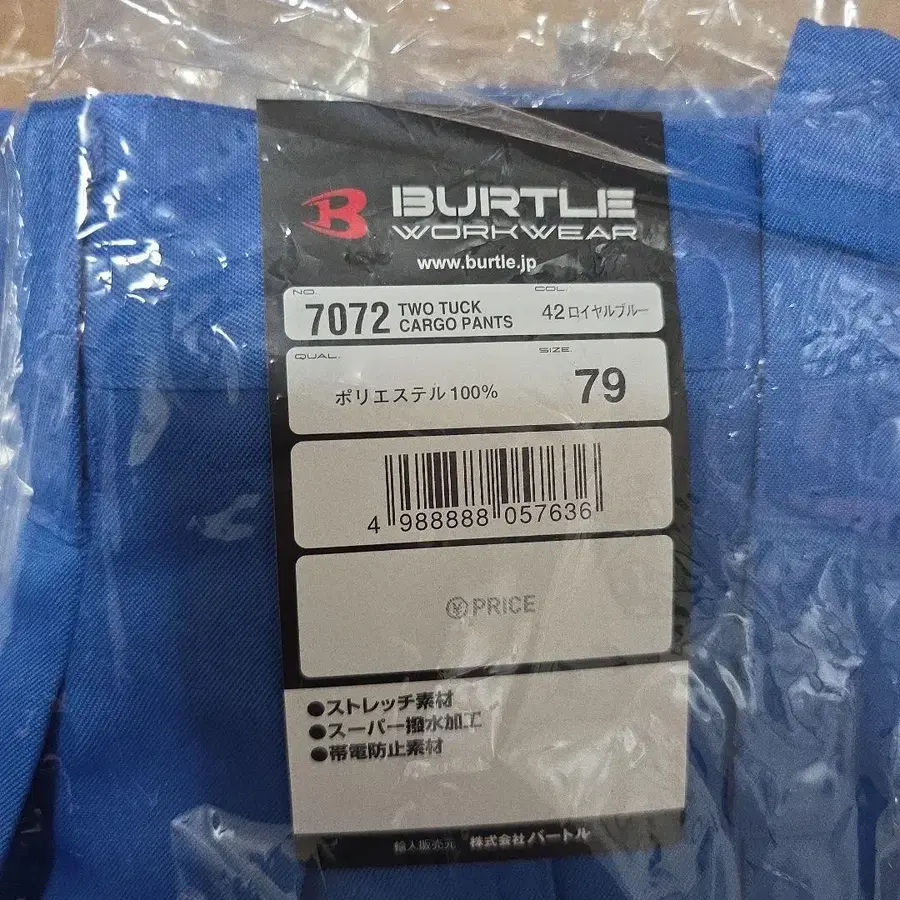 BURTLE
WORKWEAR
www.burtle.jp
NO.
COL.
7072 TWO TUCK CARGO PANTS 42ロイヤルブルー
QUAL.
SIZE.
ポリエステル100% 79
4 988888 057636
¥PRICE
●ストレッチ素材
●スーパー撥水加工
●帯電防止素材
輸入販売元 株式会社バートル